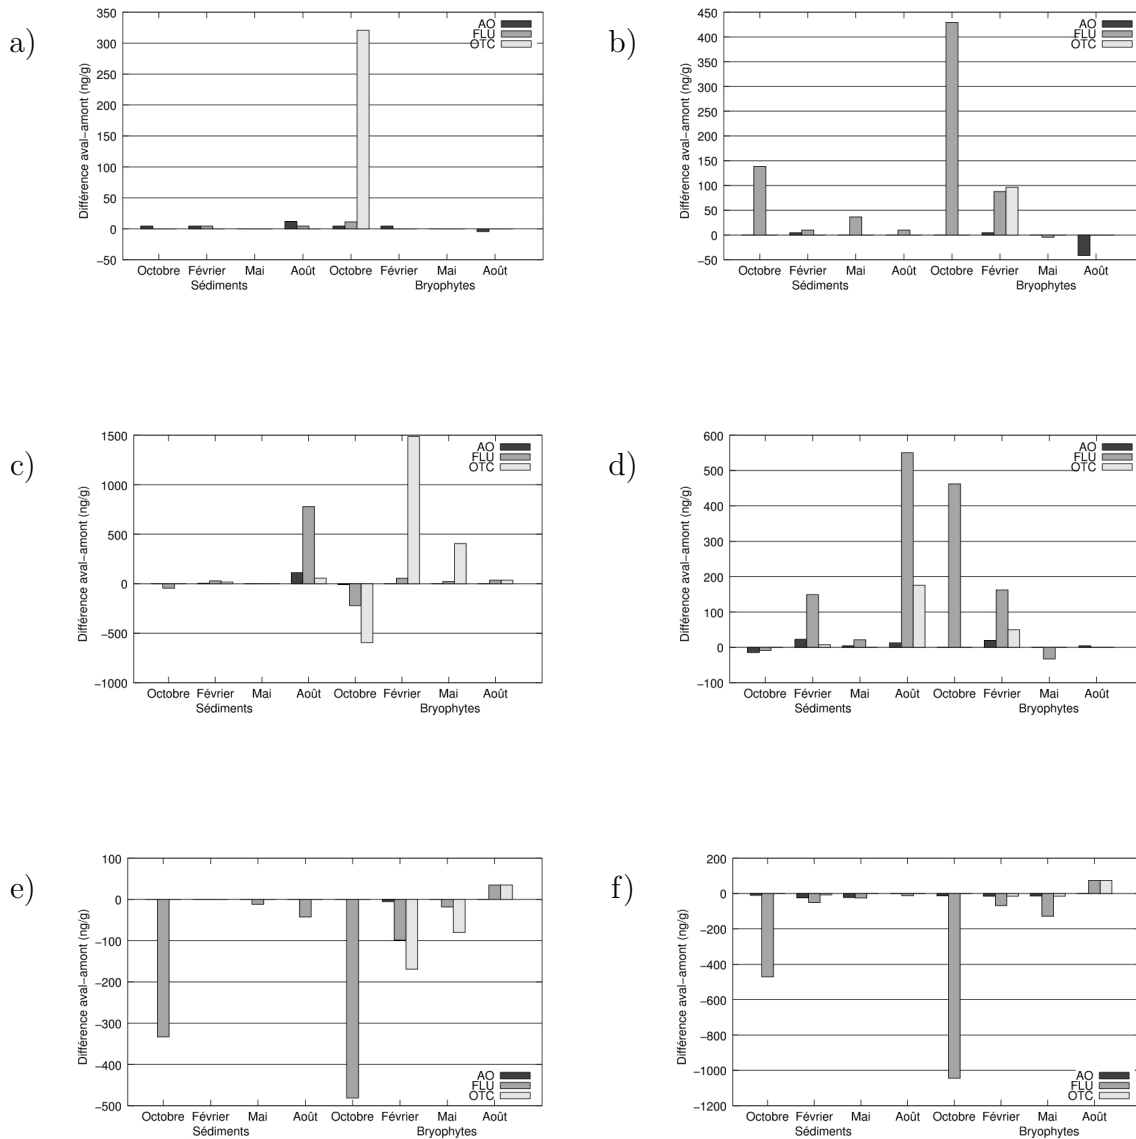 a)
350
300
250
200
150
100
50
0
−50
Différence aval−amont (ng/g)
AO
FLU
OTC
Octobre Février Mai Août Octobre Février Mai Août
Sédiments Bryophytes
b)
450
400
350
300
250
200
150
100
50
0
−50
Différence aval−amont (ng/g)
AO
FLU
OTC
Octobre Février Mai Août Octobre Février Mai Août
Sédiments Bryophytes
c)
1500
1000
500
0
−500
−1000
Différence aval−amont (ng/g)
AO
FLU
OTC
Octobre Février Mai Août Octobre Février Mai Août
Sédiments Bryophytes
d)
600
500
400
300
200
100
0
−100
Différence aval−amont (ng/g)
AO
FLU
OTC
Octobre Février Mai Août Octobre Février Mai Août
Sédiments Bryophytes
e)
100
0
−100
−200
−300
−400
−500
Différence aval−amont (ng/g)
AO
FLU
OTC
Octobre Février Mai Août Octobre Février Mai Août
Sédiments Bryophytes
f)
200
0
−200
−400
−600
−800
−1000
−1200
Différence aval−amont (ng/g)
AO
FLU
OTC
Octobre Février Mai Août Octobre Février Mai Août
Sédiments Bryophytes